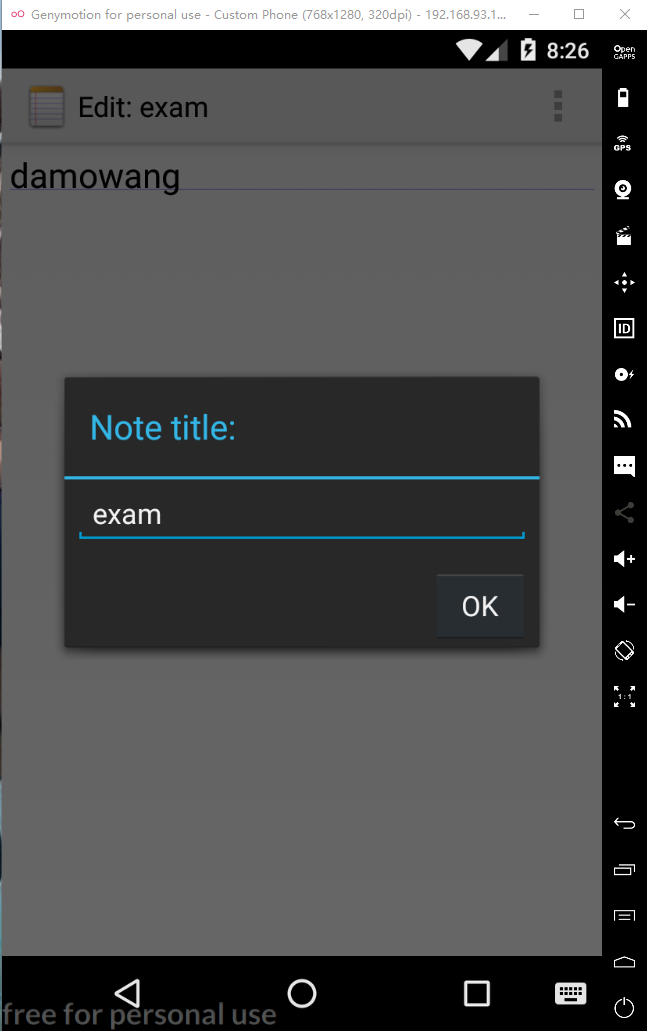 Genymotion for personal use - Custom Phone (768x1280, 320dpi) - 192.168.93.1...
8:26
Open
GAPPS
Edit: exam
GPS
damowang
ID
Note title:
exam
OK
1:1
free for personal use